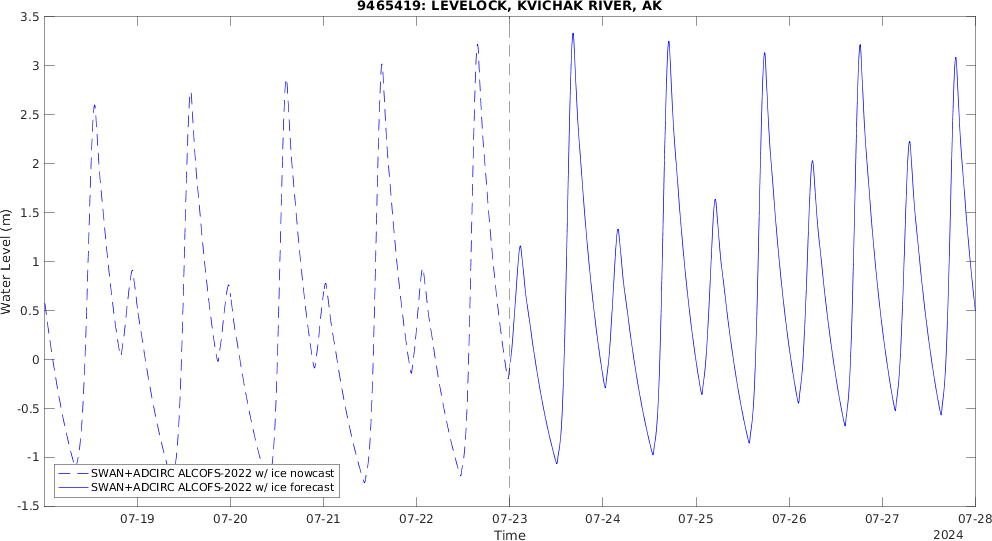 9465419: LEVELOCK, KVICHAK RIVER, AK
3.5
3
2.5
2
1.5
1
0.5
0
-0.5
-1
-1.5
Water Level (m)
SWAN+ADCIRC ALCOFS-2022 w/ ice nowcast
SWAN+ADCIRC ALCOFS-2022 w/ ice forecast
07-19 07-20 07-21 07-22 07-23 07-24 07-25 07-26 07-27 07-28
Time
2024